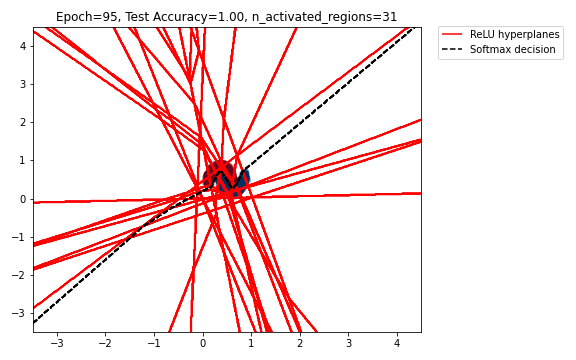 Epoch=95, Test Accuracy=1.00, n_activated_regions=31
ReLU hyperplanes
Softmax decision
4
3
2
1
0
−1
−2
−3
−3 −2 −1 0 1 2 3 4